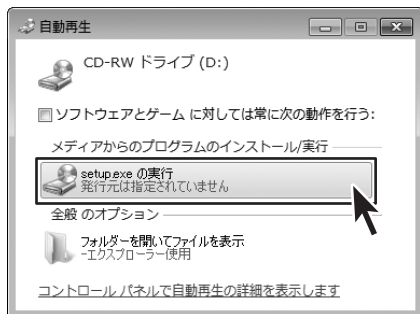 自動再生
CD-RW ドライブ (D:)
ソフトウェアとゲーム に対しては常に次の動作を行う:
メディアからのプログラムのインストール/実行
setup.exe の実行
発行元は指定されていません
全般 のオプション
フォルダーを開いてファイルを表示
-エクスプローラー使用
コントロール パネルで自動再生の詳細を表示します